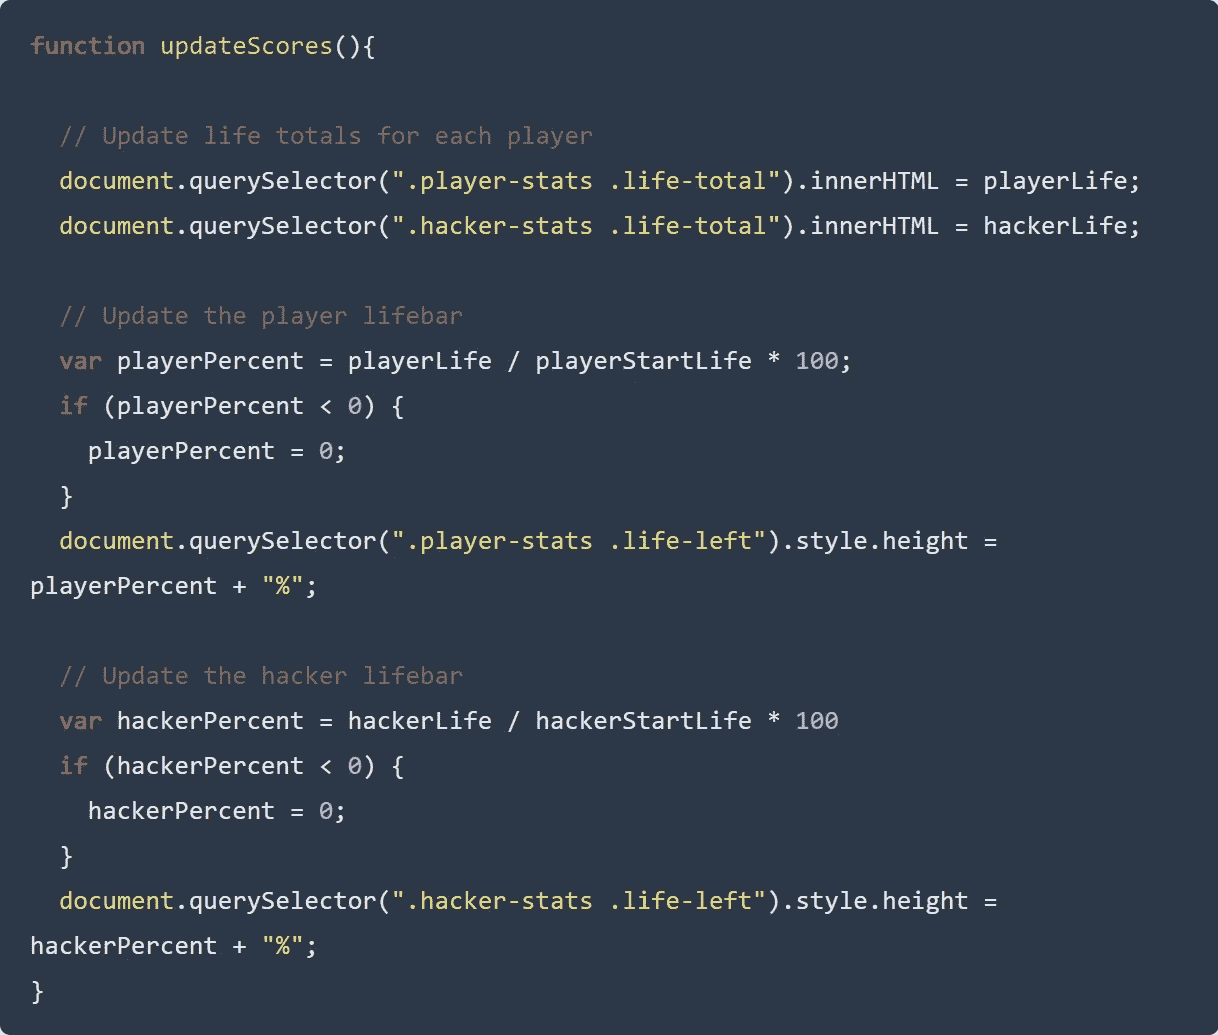 function updateScores(){
// Update life totals for each player
document.querySelector(".player-stats .life-total").innerHTML = playerLife;
document.querySelector(".hacker-stats .life-total").innerHTML = hackerLife;
// Update the player lifebar
var playerPercent = playerLife / playerStartLife * 100;
if (playerPercent < 0) {
playerPercent = 0;
}
document.querySelector(".player-stats .life-left").style.height =
playerPercent + "%";
// Update the hacker lifebar
var hackerPercent = hackerLife / hackerStartLife * 100
if (hackerPercent < 0) {
hackerPercent = 0;
}
document.querySelector(".hacker-stats .life-left").style.height =
hackerPercent + "%";
}